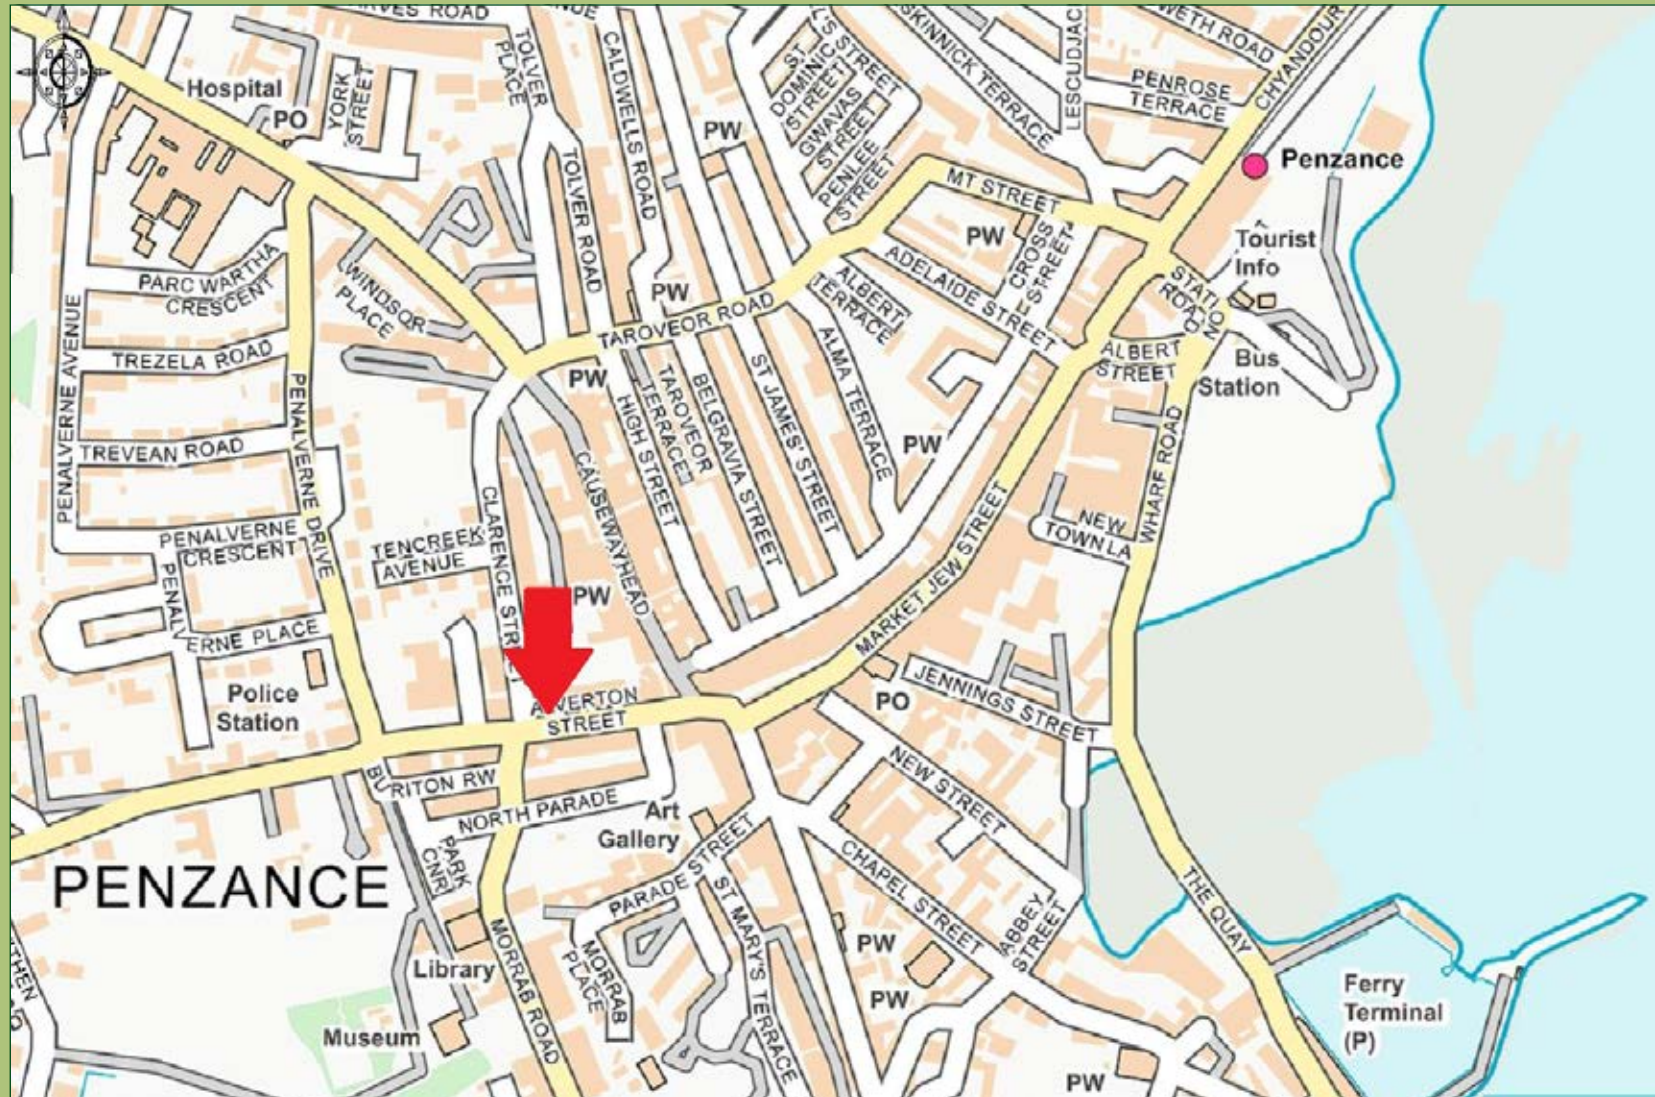 TOLVER
PLACE
CALDWELLS ROAD
ST
DOMINIC
STREET
GWAVAS
STREET
PENLEE
STREET
LESCUDJAC
PENROSE
TERRACE
CHYANDOUR
Hospital
PO
YORK
STREET
PW
TOLVER ROAD
Penzance
MT STREET
PW
CROSS
STREET
Tourist
Info
STATION
ROAD
PARC WARTHA
CRESCENT
WINDSOR
PLACE
PW
ADELAIDE STREET
ALBERT
TERRACE
TAROVEOR ROAD
PENALVERNE AVENUE
TREZELA ROAD
ALBERT
STREET
Bus
Station
PENALVERNE DRIVE
PW
HIGH STREET
TAROVEOR
TERRACE
BELGRAVIA STREET
ST JAMES' STREET
ALMA TERRACE
PW
TREVEAN ROAD
WHARF ROAD
CAUSEWAYHEAD
CLARENCE STR
MARKET JEW STREET
NEW
TOWN LA
PENALVERNE
CRESCENT
TENCREEK
AVENUE
PW
PENALVERNE PLACE
Police
Station
STREET
PO
JENNINGS STREET
BURITON RW
NORTH PARADE
NEW STREET
Art
Gallery
PARK
CNR
PENZANCE
PARADE STREET
CHAPEL STREET
THE QUAY
ST MARY'S TERRACE
ABBEY
STREET
MORRAB ROAD
MORRAB
PLACE
PW
Library
PW
Ferry
Terminal
(P)
Museum
PW